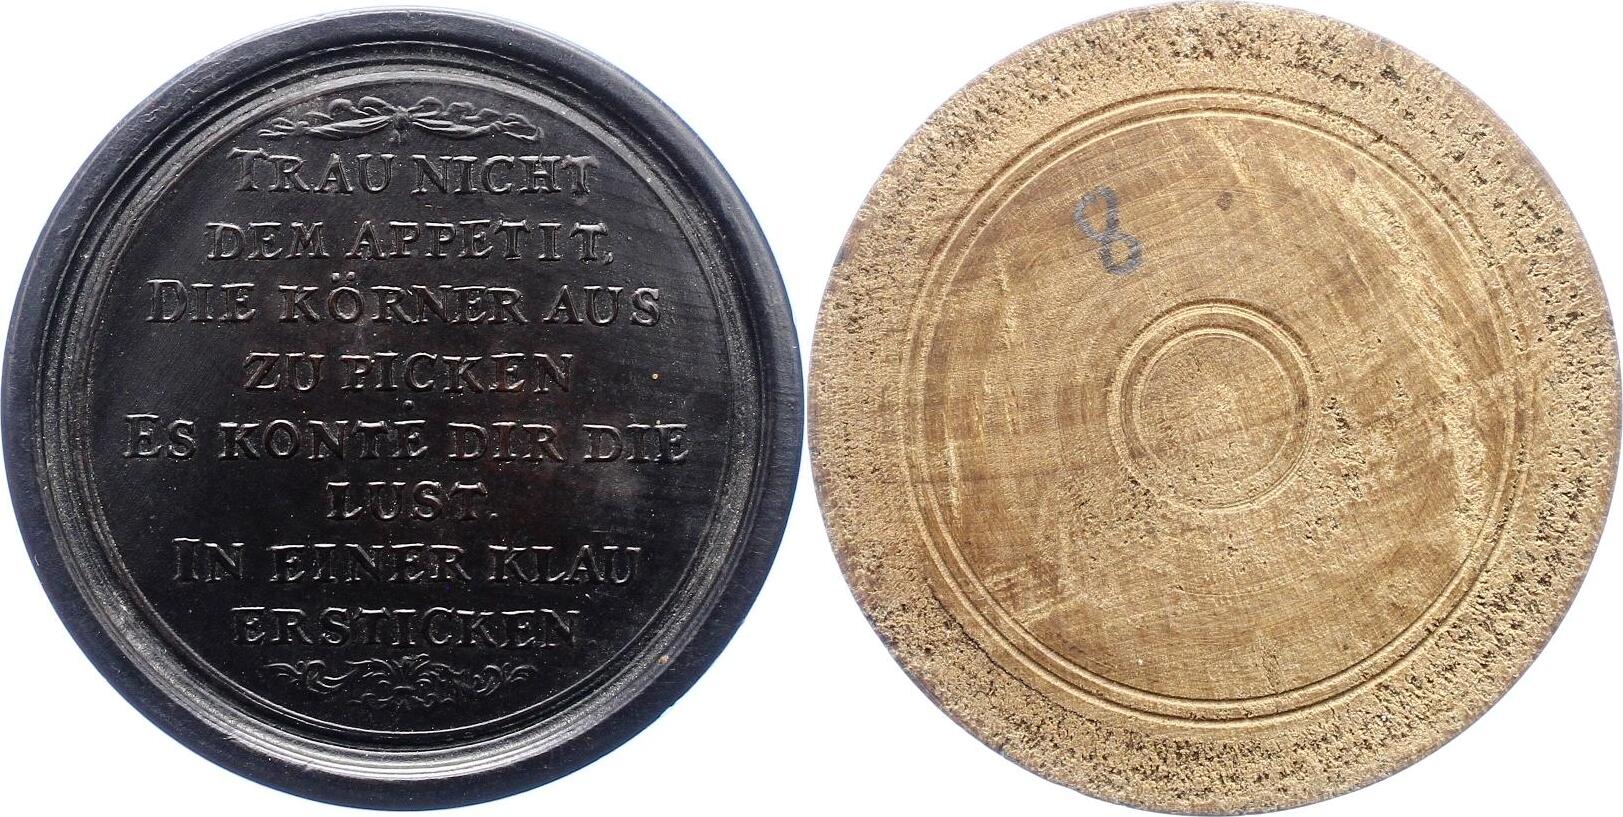 TRAU NICHT
DEM APPETIT,
DIE KÖRNER AUS
ZU PICKEN
ES KONTE DIR DIE
LUST.
IN EINER KLAU
ERSTICKEN.
8